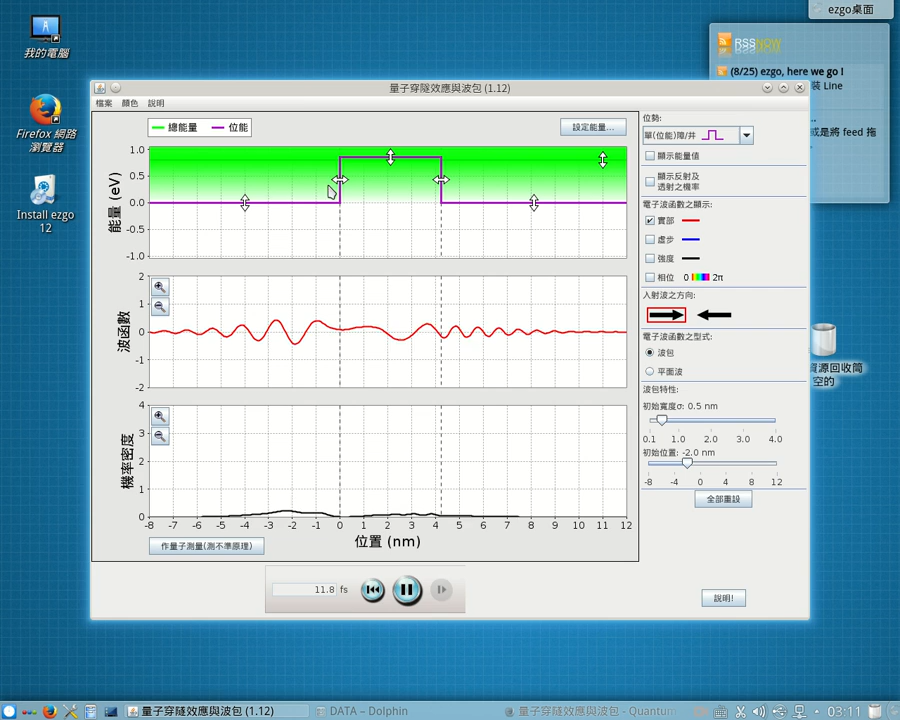 ezgo桌面
我的電腦
Firefox 網路
瀏覽器
Install ezgo
12
RSSNOW
(8/25) ezgo, here we go !
裝 Line
..
或是將 feed 拖
資源回收筒
空的
量子穿隧效應與波包 (1.12)
檔案 顏色 說明
總能量 位能
設定能量...
能量 (eV)
1.0
0.5
0.0
-0.5
-1.0
波函數
2
1
0
-1
-2
機率密度
4
3
2
1
0
-8 -7 -6 -5 -4 -3 -2 -1 0 1 2 3 4 5 6 7 8 9 10 11 12
位置 (nm)
作量子測量(測不準原理)
11.8 fs
位勢:
單(位能)障/井
顯示能量值
顯示反射及
透射之機率
電子波函數之顯示:
實部
虛步
強度
相位 0 2π
入射波之方向:
電子波函數之型式:
波包
平面波
波包特性:
初始寬度σ: 0.5 nm
0.1 1.0 2.0 3.0 4.0
初始位置: -2.0 nm
-8 -4 0 4 8 12
全部重設
說明!
量子穿隧效應與波包 (1.12)
DATA – Dolphin
量子穿隧效應與波包 - Quantum
03:11